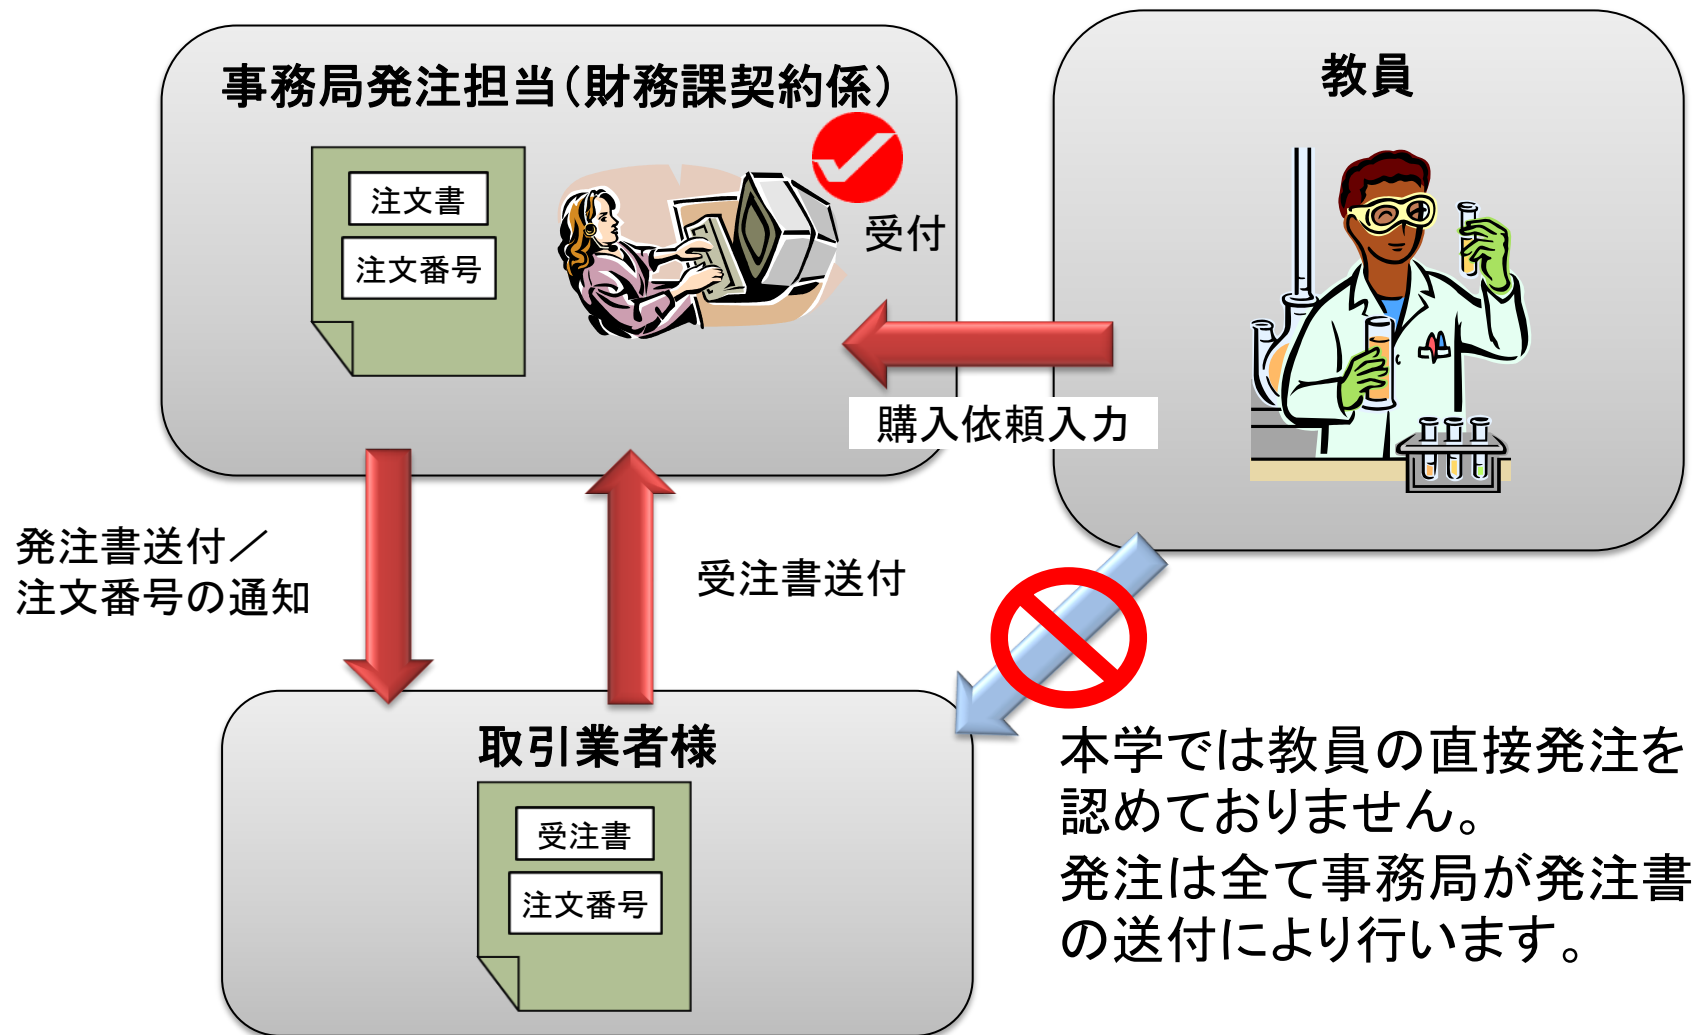 事務局発注担当(財務課契約係)
教員
注文書
注文番号
受付
購入依頼入力
発注書送付／
注文番号の通知
受注書送付
取引業者様
受注書
注文番号
本学では教員の直接発注を
認めておりません。
発注は全て事務局が発注書
の送付により行います。